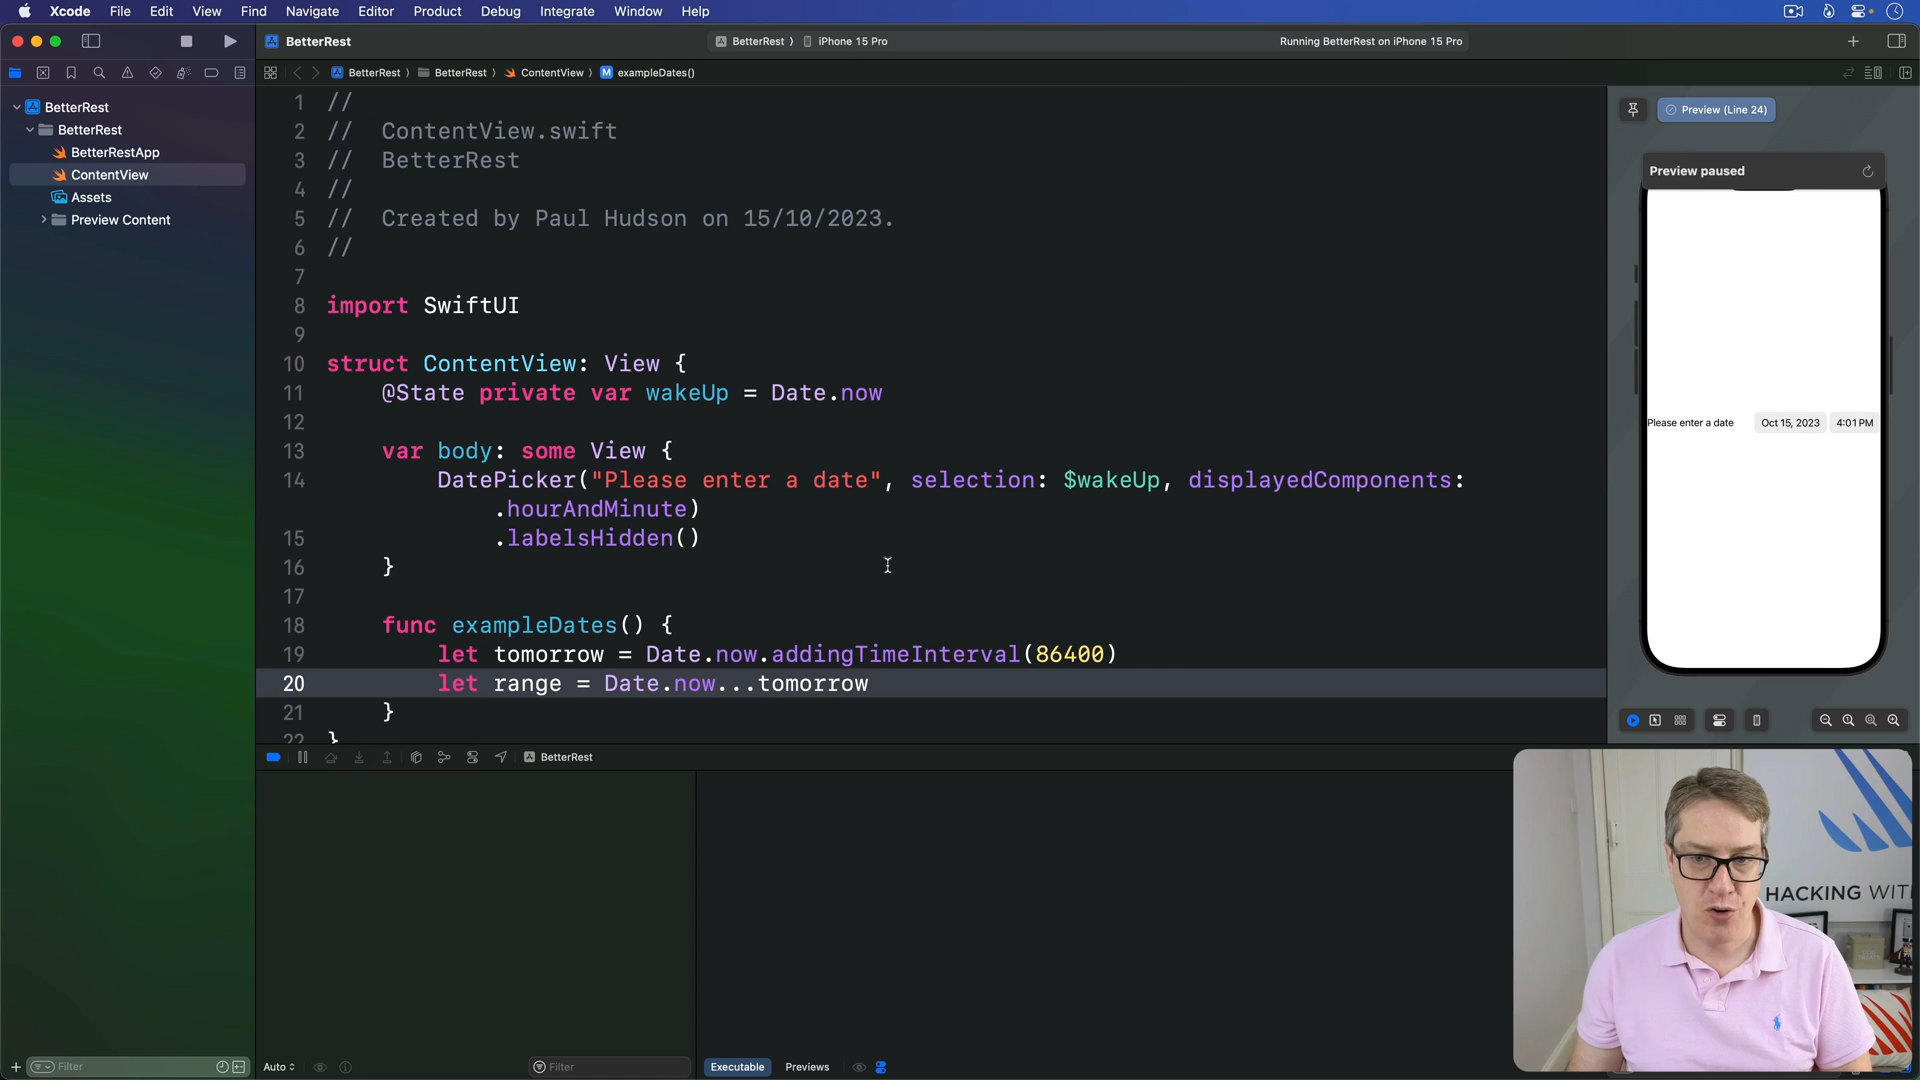 Xcode File Edit View Find Navigate Editor Product Debug Integrate Window Help
BetterRest
BetterRest ⟩ iPhone 15 Pro
Running BetterRest on iPhone 15 Pro
BetterRest ⟩ BetterRest ⟩ ContentView ⟩ M exampleDates()
BetterRest
BetterRest
BetterRestApp
ContentView
Assets
Preview Content
1 //
2 // ContentView.swift
3 // BetterRest
4 //
5 // Created by Paul Hudson on 15/10/2023.
6 //
7
8 import SwiftUI
9
10 struct ContentView: View {
11 @State private var wakeUp = Date.now
12
13 var body: some View {
14 DatePicker("Please enter a date", selection: $wakeUp, displayedComponents:
.hourAndMinute)
15 .labelsHidden()
16 }
17
18 func exampleDates() {
19 let tomorrow = Date.now.addingTimeInterval(86400)
20 let range = Date.now...tomorrow
21 }
22 }
Preview (Line 24)
Preview paused
Please enter a date Oct 15, 2023 4:01 PM
BetterRest
HACKING WIT
Filter
Auto
Filter
Executable Previews